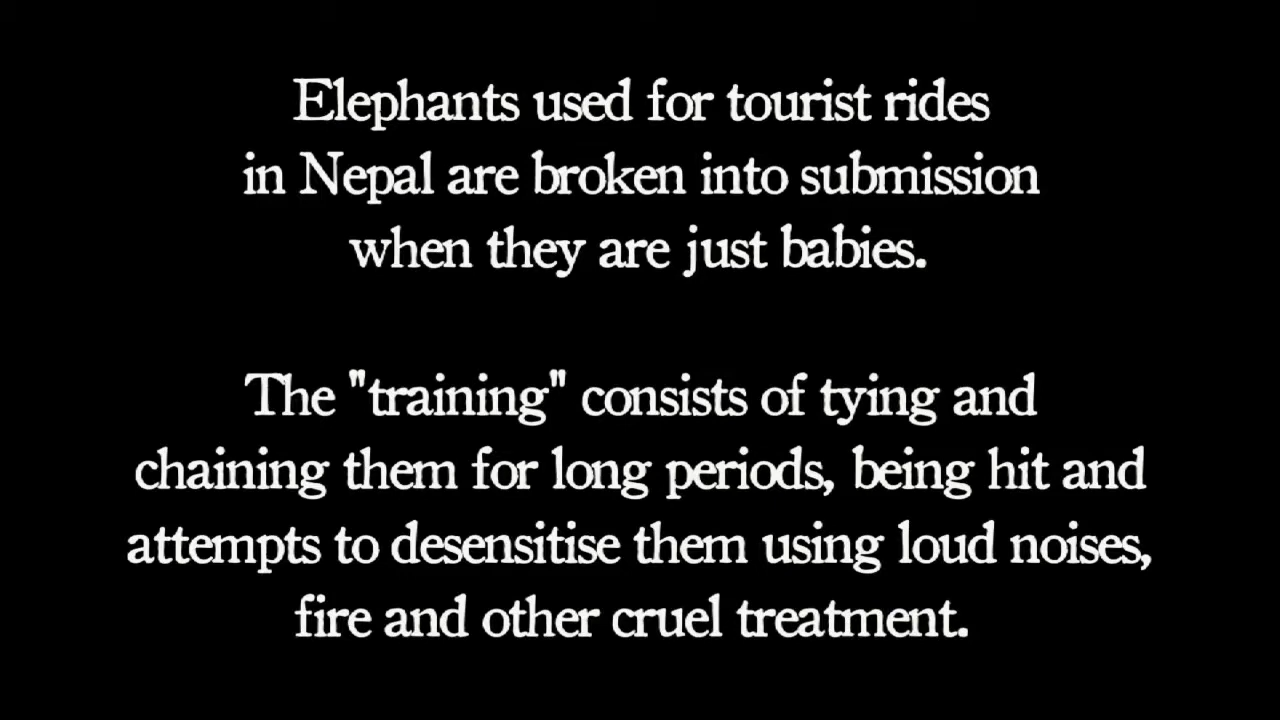 Elephants used for tourist rides
in Nepal are broken into submission
when they are just babies.
The "training" consists of tying and
chaining them for long periods, being hit and
attempts to desensitise them using loud noises,
fire and other cruel treatment.